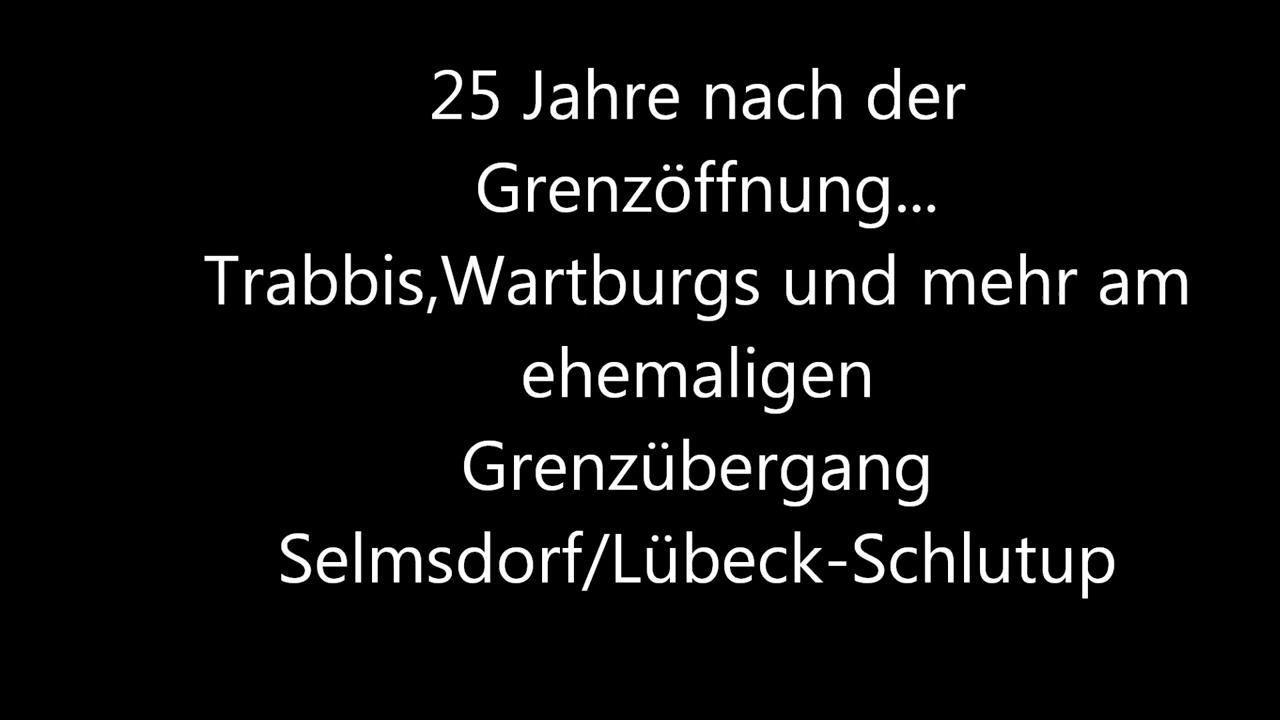 25 Jahre nach der
Grenzöffnung...
Trabbis,Wartburgs und mehr am
ehemaligen
Grenzübergang
Selmsdorf/Lübeck-Schlutup